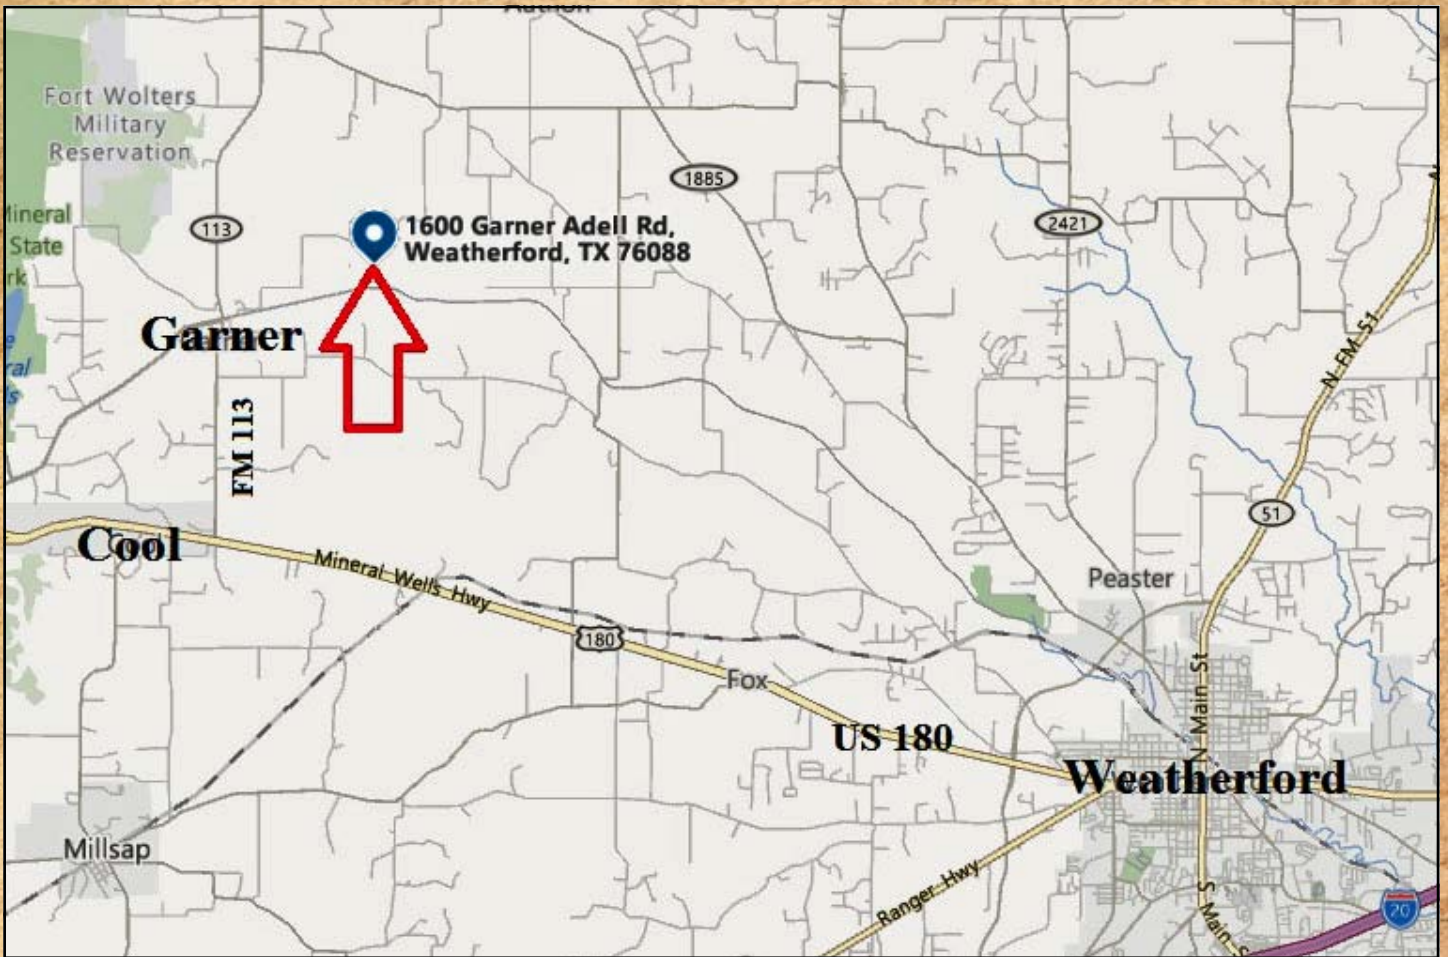 Fort Wolters
Military
Reservation
1885
113
1600 Garner Adell Rd,
Weatherford, TX 76088
2421
Mineral
State
Garner
N FM 51
FM 113
51
Cool
Mineral Wells Hwy
Peaster
180
Fox
N Main St
US 180
Weatherford
Millsap
Ranger Hwy
S Main S
20